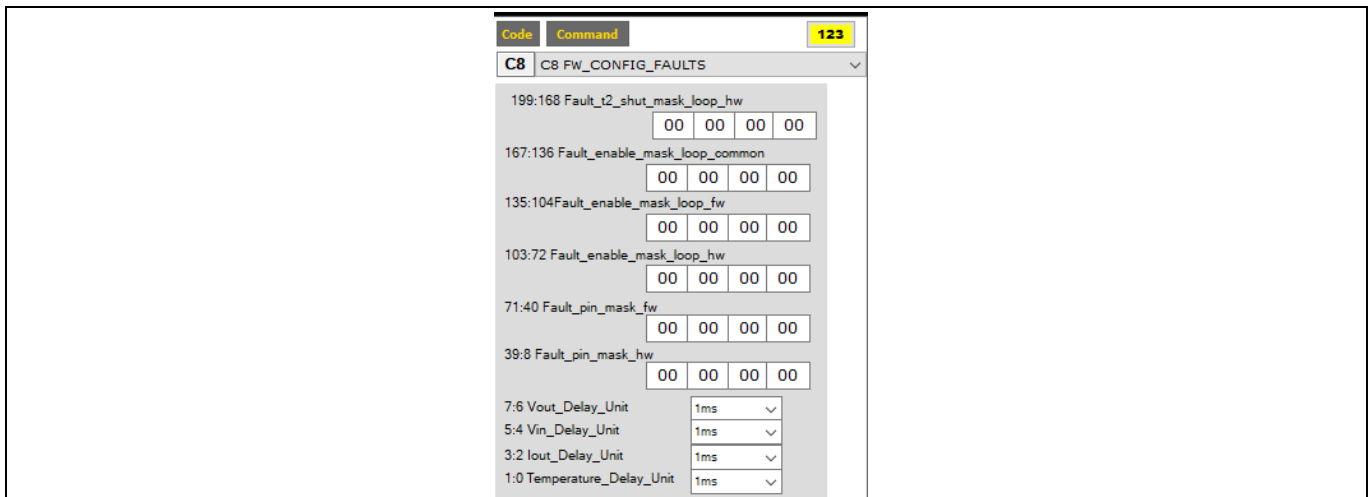 Code Command 123
C8 C8 FW_CONFIG_FAULTS
199:168 Fault_t2_shut_mask_loop_hw
00 00 00 00
167:136 Fault_enable_mask_loop_common
00 00 00 00
135:104Fault_enable_mask_loop_fw
00 00 00 00
103:72 Fault_enable_mask_loop_hw
00 00 00 00
71:40 Fault_pin_mask_fw
00 00 00 00
39:8 Fault_pin_mask_hw
00 00 00 00
7:6 Vout_Delay_Unit 1ms
5:4 Vin_Delay_Unit 1ms
3:2 Iout_Delay_Unit 1ms
1:0 Temperature_Delay_Unit 1ms